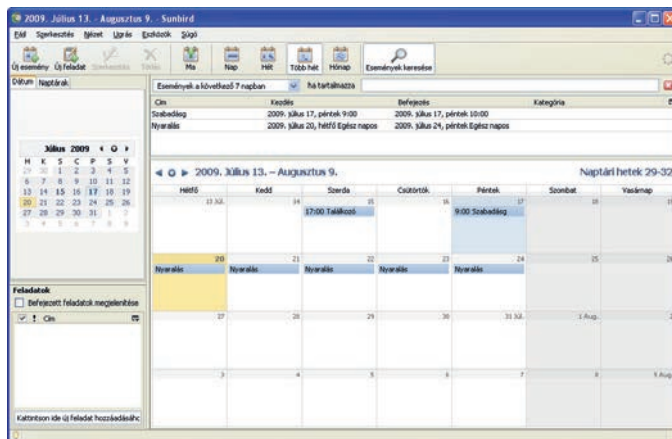 2009. Július 13. - Augusztus 9. - Sunbird
Fájl Szerkesztés Nézet Ugrás Eszközök Súgó
Új esemény Új feladat Szerkesztés Törlés Ma Nap Hét Több hét Hónap Események keresése
Dátum Naptárak
Események a következő 7 napban ha tartalmazza
Cím Kezdés Befejezés Kategória
Szabadság 2009. július 17, péntek 9:00 2009. július 17, péntek 10:00
Nyaralás 2009. július 20, hétfő Egész napos 2009. július 24, péntek Egész napos
Július 2009
H K S C P S V
29 30 1 2 3 4 5
6 7 8 9 10 11 12
13 14 15 16 17 18 19
20 21 22 23 24 25 26
27 28 29 30 31 1 2
3 4 5 6 7 8 9
2009. Július 13. – Augusztus 9. Naptári hetek 29-32
Hétfő Kedd Szerda Csütörtök Péntek Szombat Vasárnap
13 Júl. 14 15 16 17 18
17:00 Találkozó 9:00 Szabadság
20 21 22 23 24 25
Nyaralás Nyaralás Nyaralás Nyaralás Nyaralás
27 28 29 30 31 Júl. 1 Aug.
3 4 5 6 7 8 9 Aug.
Feladatok
Befejezett feladatok megjelenítése
! Cím
Kattintson ide új feladat hozzáadásáhc